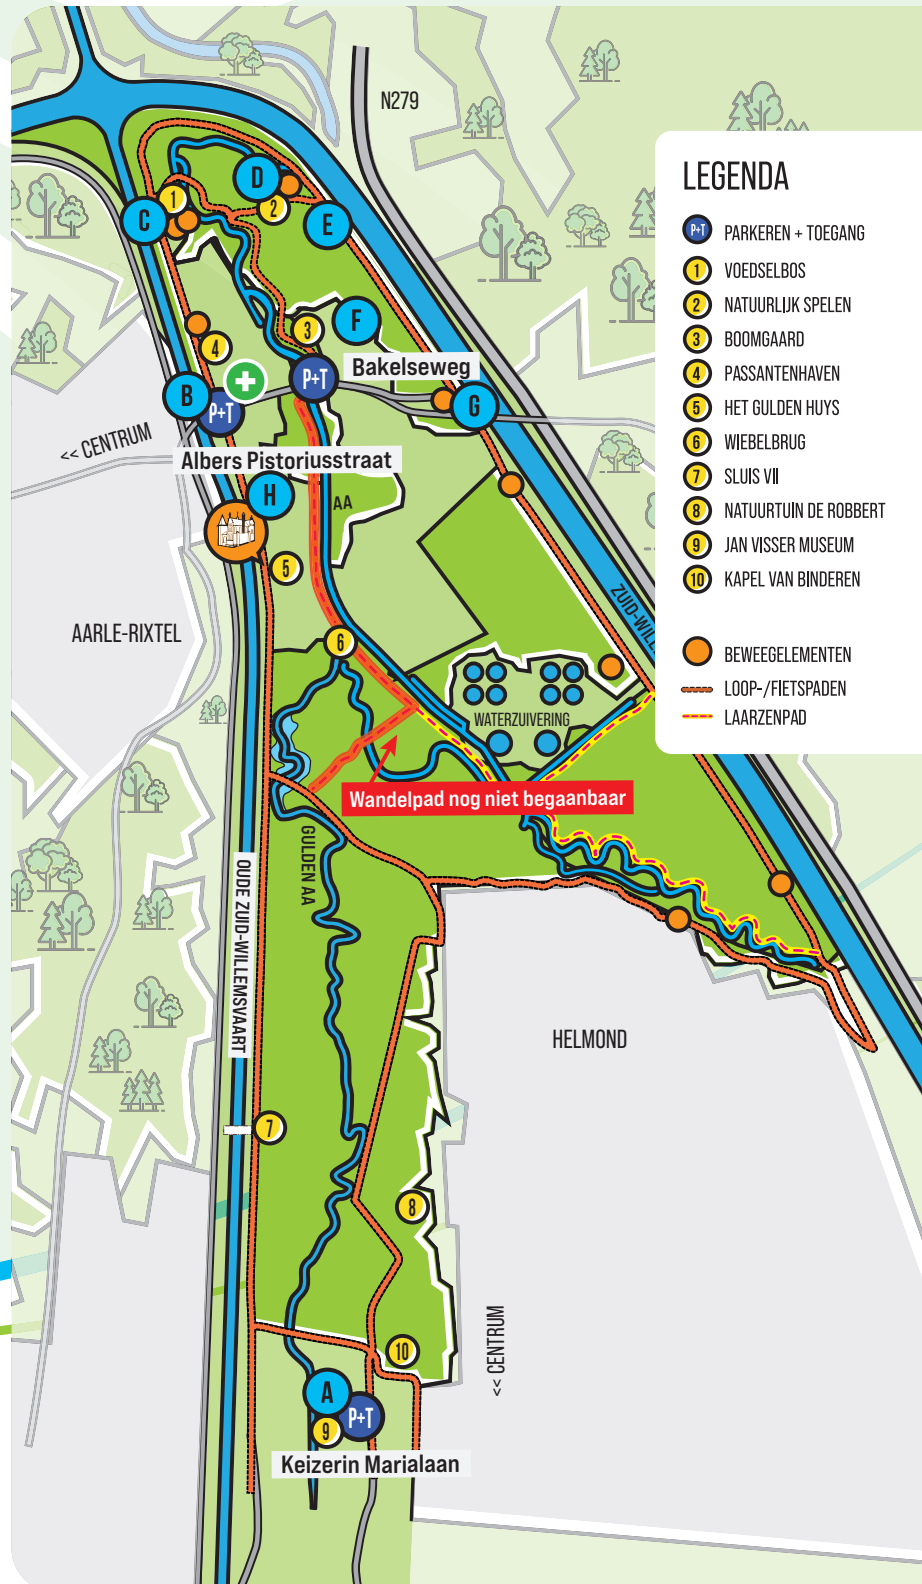 N279
LEGENDA
P+T PARKEREN + TOEGANG
1 VOEDSELBOS
2 NATUURLIJK SPELEN
3 BOOMGAARD
4 PASSANTENHAVEN
5 HET GULDEN HUYS
6 WIEBELBRUG
7 SLUIS VII
8 NATUURTUIN DE ROBBERT
9 JAN VISSER MUSEUM
10 KAPEL VAN BINDEREN
BEWEEGELEMENTEN
LOOP-/FIETSPADEN
LAARZENPAD
D
1
2
C
E
F
3
4
Bakelseweg
P+T
B
P+T
G
<< CENTRUM
Albers Pistoriusstraat
H
AA
5
ZUID-WILL
AARLE-RIXTEL
6
WATERZUIVERING
Wandelpad nog niet begaanbaar
GULDEN AA
OUDE ZUID-WILLEMSVAART
HELMOND
7
8
<< CENTRUM
10
A
P+T
9
Keizerin Marialaan